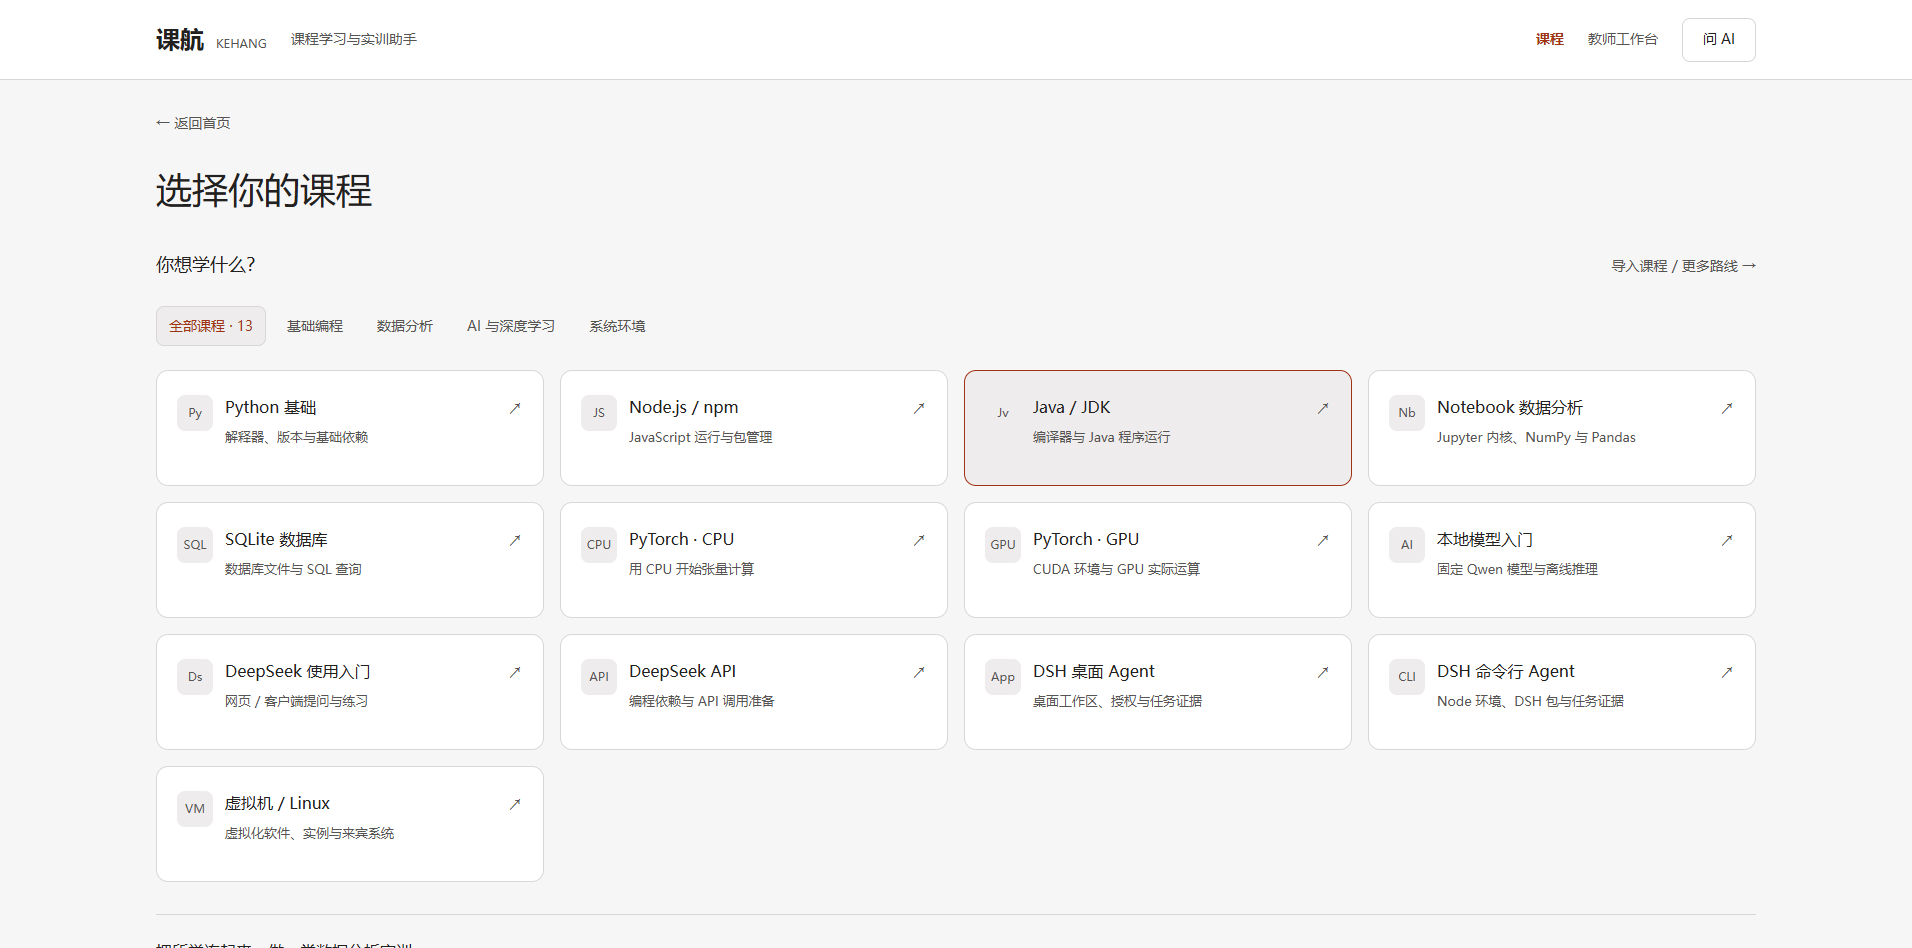 课航 KEHANG 课程学习与实训助手
课程 教师工作台 问 AI
← 返回首页
选择你的课程
你想学什么？
导入课程 / 更多路线 →
全部课程 · 13 基础编程 数据分析 AI 与深度学习 系统环境
Py Python 基础 ↗
解释器、版本与基础依赖
JS Node.js / npm ↗
JavaScript 运行与包管理
Jv Java / JDK ↗
编译器与 Java 程序运行
Nb Notebook 数据分析 ↗
Jupyter 内核、NumPy 与 Pandas
SQL SQLite 数据库 ↗
数据库文件与 SQL 查询
CPU PyTorch · CPU ↗
用 CPU 开始张量计算
GPU PyTorch · GPU ↗
CUDA 环境与 GPU 实际运算
AI 本地模型入门 ↗
固定 Qwen 模型与离线推理
Ds DeepSeek 使用入门 ↗
网页 / 客户端提问与练习
API DeepSeek API ↗
编程依赖与 API 调用准备
App DSH 桌面 Agent ↗
桌面工作区、授权与任务证据
CLI DSH 命令行 Agent ↗
Node 环境、DSH 包与任务证据
VM 虚拟机 / Linux ↗
虚拟化软件、实例与来宾系统